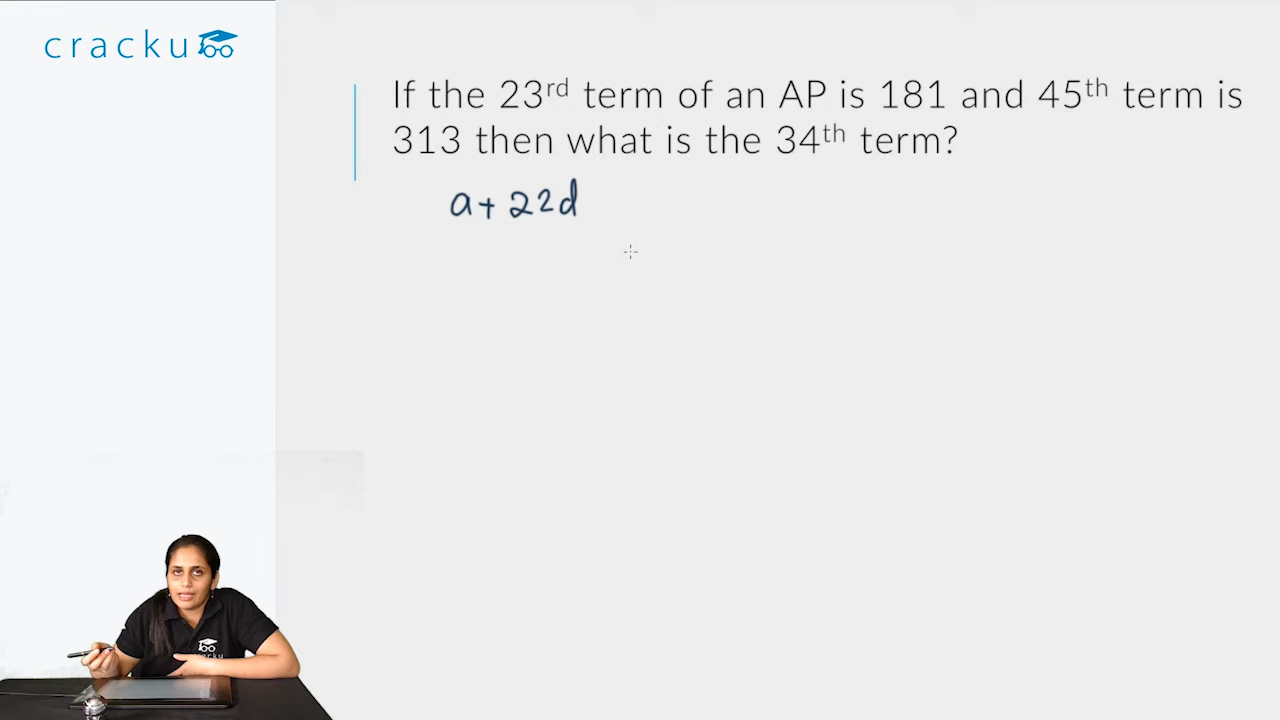 cracku
If the 23rd term of an AP is 181 and 45th term is
313 then what is the 34th term?
a+ 22d